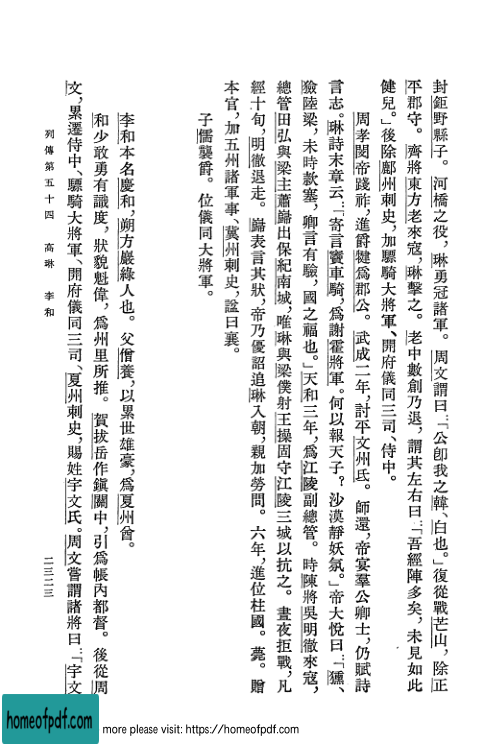 封鉅野縣子。河橋之役，琳勇冠諸軍。周文謂曰：「公卽我之韓、白也。」復從戰芒山，除正
平郡守。齊將東方老來寇，琳擊之。老中數創乃退，謂其左右曰：「吾經陣多矣，未見如此
健兒。」後除鄜州刺史，加驃騎大將軍、開府儀同三司、侍中。
周孝閔帝踐祚，進爵犍爲郡公。武成二年，討平文州氐。師還，帝宴羣公卿士，仍賦詩
言志。琳詩末章云：「寄言竇車騎，爲謝霍將軍。何以報天子？沙漠靜妖氛。」帝大悅曰：「獯、
獫陸梁，未時款塞，卿言有驗，國之福也。」天和三年，爲江陵副總管。時陳將吳明徹來寇，
總管田弘與梁主蕭巋出保紀南城，唯琳與梁僕射王操固守江陵三城以抗之。晝夜拒戰，凡
經十旬，明徹退走。巋表言其狀，帝乃優詔追琳入朝，親加勞問。六年，進位柱國。薨。贈
本官，加五州諸軍事、冀州刺史，諡曰襄。
子儒襲爵。位儀同大將軍。
李和本名慶和，朔方巖綠人也。父僧養，以累世雄豪，爲夏州酋。
和少敢勇有識度，狀貌魁偉，爲州里所推。賀拔岳作鎭關中，引爲帳內都督。後從周
文，累遷侍中、驃騎大將軍、開府儀同三司、夏州刺史，賜姓宇文氏。周文嘗謂諸將曰：「宇文
列傳第五十四 高琳 李和
二三二三
homeofpdf.com
more please visit: https://homeofpdf.com